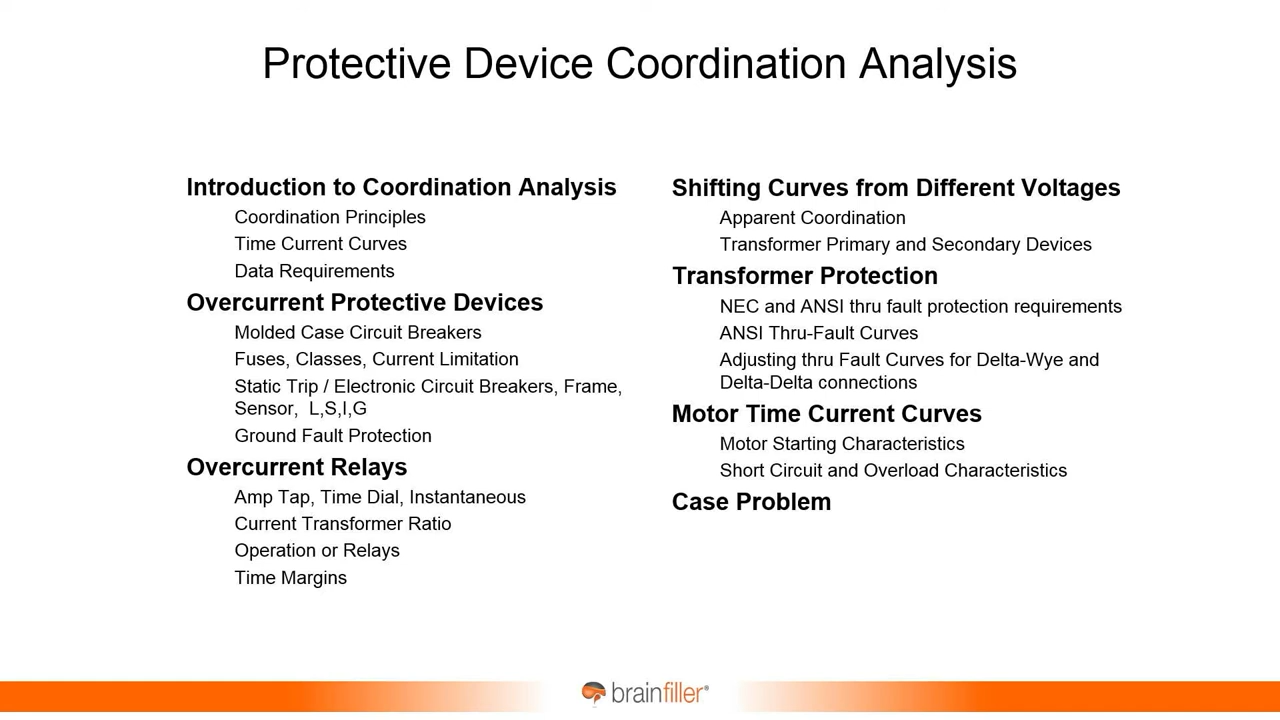 Protective Device Coordination Analysis
Introduction to Coordination Analysis
Coordination Principles
Time Current Curves
Data Requirements
Overcurrent Protective Devices
Molded Case Circuit Breakers
Fuses, Classes, Current Limitation
Static Trip / Electronic Circuit Breakers, Frame,
Sensor, L,S,I,G
Ground Fault Protection
Overcurrent Relays
Amp Tap, Time Dial, Instantaneous
Current Transformer Ratio
Operation or Relays
Time Margins
Shifting Curves from Different Voltages
Apparent Coordination
Transformer Primary and Secondary Devices
Transformer Protection
NEC and ANSI thru fault protection requirements
ANSI Thru-Fault Curves
Adjusting thru Fault Curves for Delta-Wye and
Delta-Delta connections
Motor Time Current Curves
Motor Starting Characteristics
Short Circuit and Overload Characteristics
Case Problem
brainfiller®